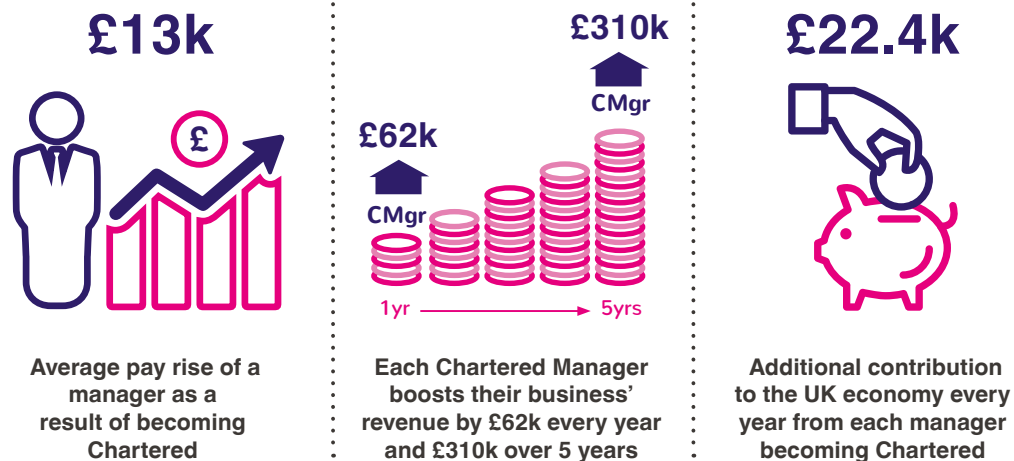 £13k
£
Average pay rise of a
manager as a
result of becoming
Chartered
£310k
CMgr
£62k
CMgr
1yr
5yrs
Each Chartered Manager
boosts their business’
revenue by £62k every year
and £310k over 5 years
£22.4k
Additional contribution
to the UK economy every
year from each manager
becoming Chartered